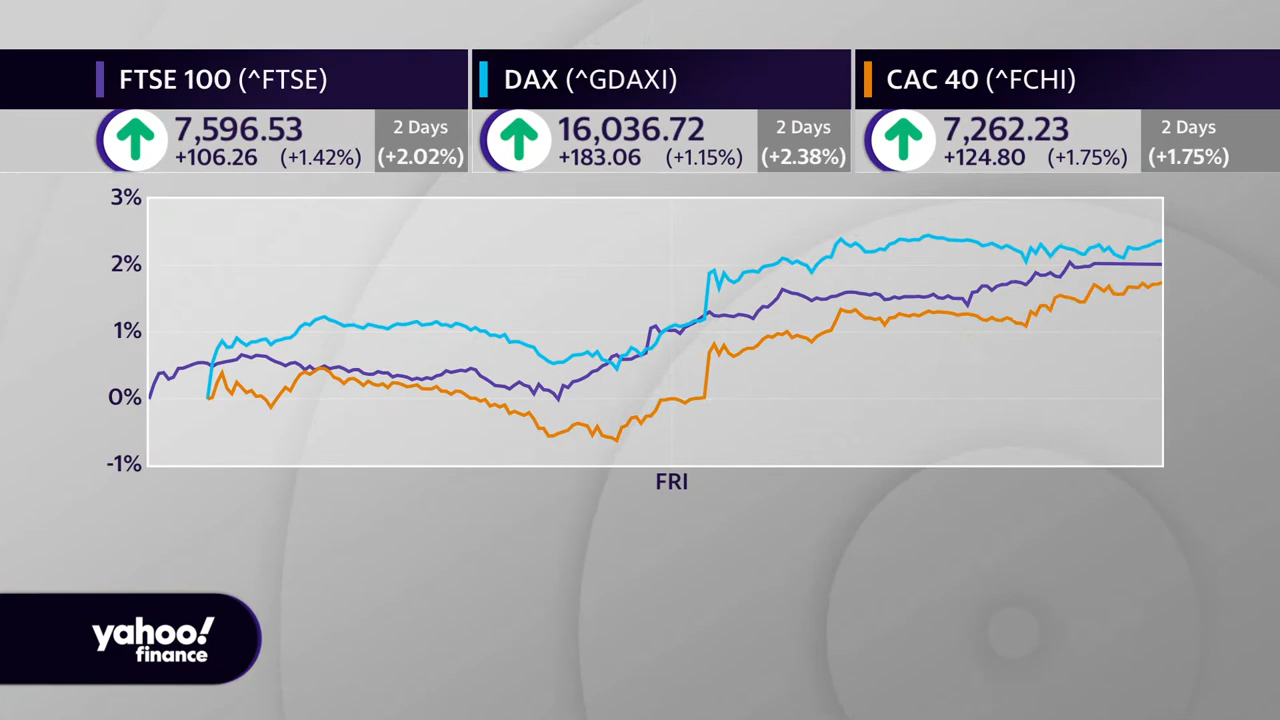 FTSE 100 (^FTSE)
7,596.53
+106.26 (+1.42%)
2 Days
(+2.02%)
DAX (^GDAXI)
16,036.72
+183.06 (+1.15%)
2 Days
(+2.38%)
CAC 40 (^FCHI)
7,262.23
+124.80 (+1.75%)
2 Days
(+1.75%)
3%
2%
1%
0%
-1%
FRI
yahoo!
finance